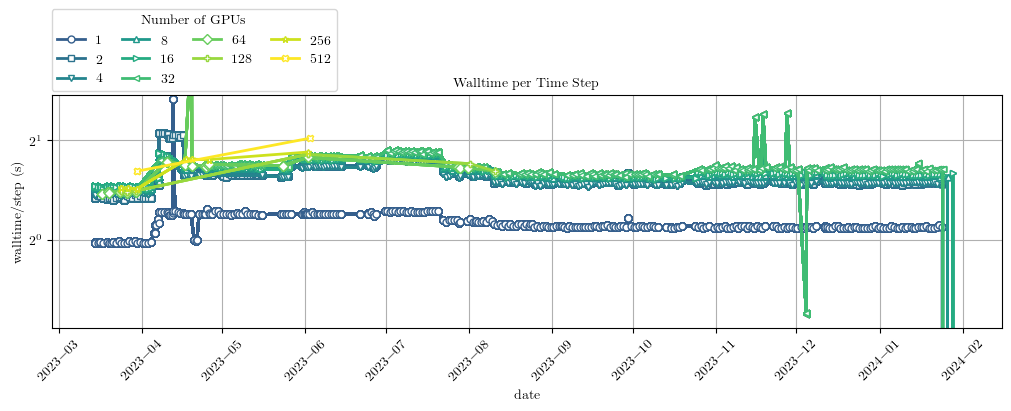 Number of GPUs
1 8 64 256
2 16 128 512
4 32
Walltime per Time Step
walltime/step (s)
2^1
2^0
2023−03 2023−04 2023−05 2023−06 2023−07 2023−08 2023−09 2023−10 2023−11 2023−12 2024−01 2024−02
date